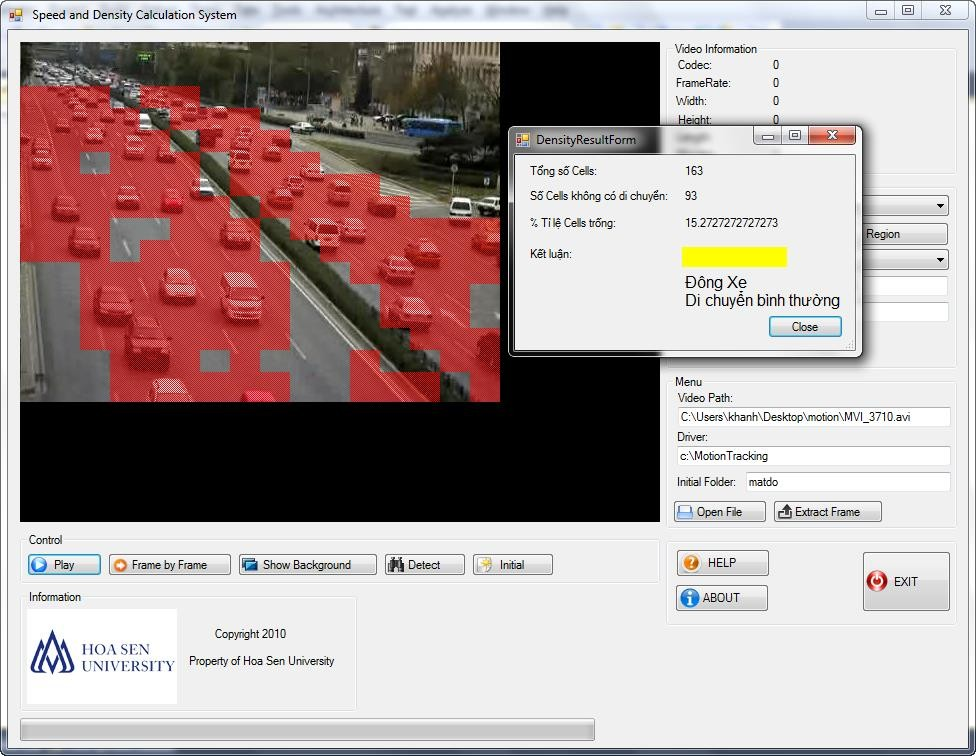 Speed and Density Calculation System
Video Information
Codec: 0
FrameRate: 0
Width: 0
Height: 0
DensityResultForm
Tổng số Cells: 163
Số Cells không có di chuyển: 93
% Tỉ lệ Cells trống: 15.2727272727273
Kết luận:
Đông Xe
Di chuyển bình thường
Close
Region
Menu
Video Path:
C:\Users\khanh\Desktop\motion\MVI_3710.avi
Driver:
c:\MotionTracking
Initial Folder: matdo
Open File Extract Frame
Control
Play Frame by Frame Show Background Detect Initial
HELP
ABOUT
EXIT
Information
HOA SEN
UNIVERSITY
Copyright 2010
Property of Hoa Sen University